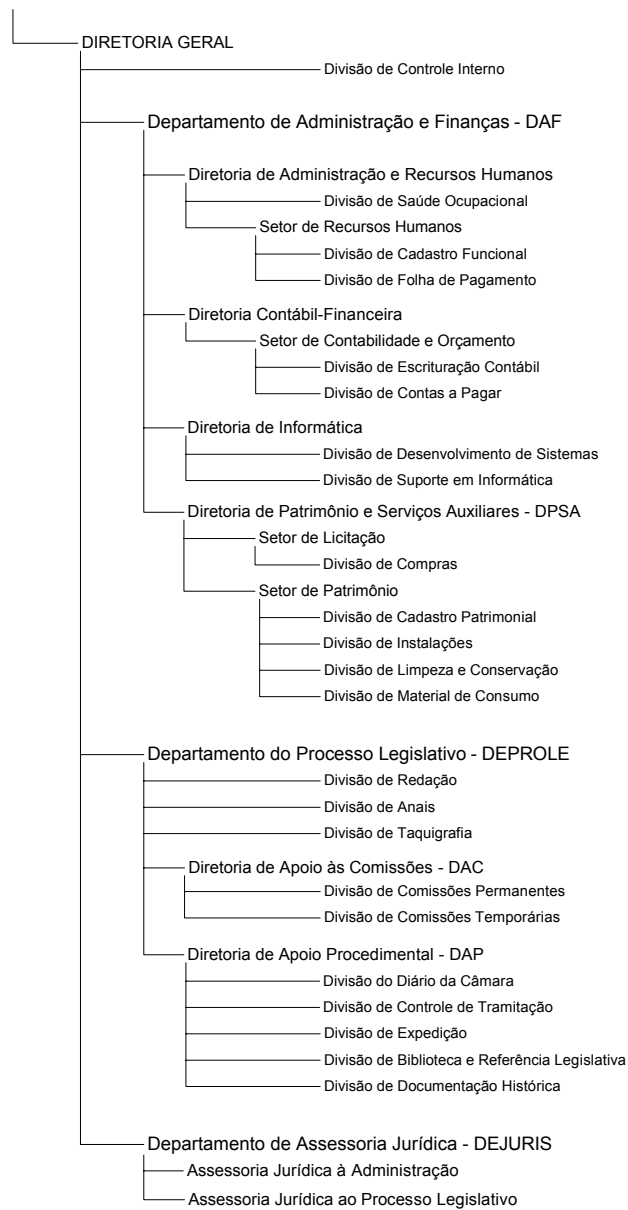 DIRETORIA GERAL
Divisão de Controle Interno
Departamento de Administração e Finanças - DAF
Diretoria de Administração e Recursos Humanos
Divisão de Saúde Ocupacional
Setor de Recursos Humanos
Divisão de Cadastro Funcional
Divisão de Folha de Pagamento
Diretoria Contábil-Financeira
Setor de Contabilidade e Orçamento
Divisão de Escrituração Contábil
Divisão de Contas a Pagar
Diretoria de Informática
Divisão de Desenvolvimento de Sistemas
Divisão de Suporte em Informática
Diretoria de Patrimônio e Serviços Auxiliares - DPSA
Setor de Licitação
Divisão de Compras
Setor de Patrimônio
Divisão de Cadastro Patrimonial
Divisão de Instalações
Divisão de Limpeza e Conservação
Divisão de Material de Consumo
Departamento do Processo Legislativo - DEPROLE
Divisão de Redação
Divisão de Anais
Divisão de Taquigrafia
Diretoria de Apoio às Comissões - DAC
Divisão de Comissões Permanentes
Divisão de Comissões Temporárias
Diretoria de Apoio Procedimental - DAP
Divisão do Diário da Câmara
Divisão de Controle de Tramitação
Divisão de Expedição
Divisão de Biblioteca e Referência Legislativa
Divisão de Documentação Histórica
Departamento de Assessoria Jurídica - DEJURIS
Assessoria Jurídica à Administração
Assessoria Jurídica ao Processo Legislativo